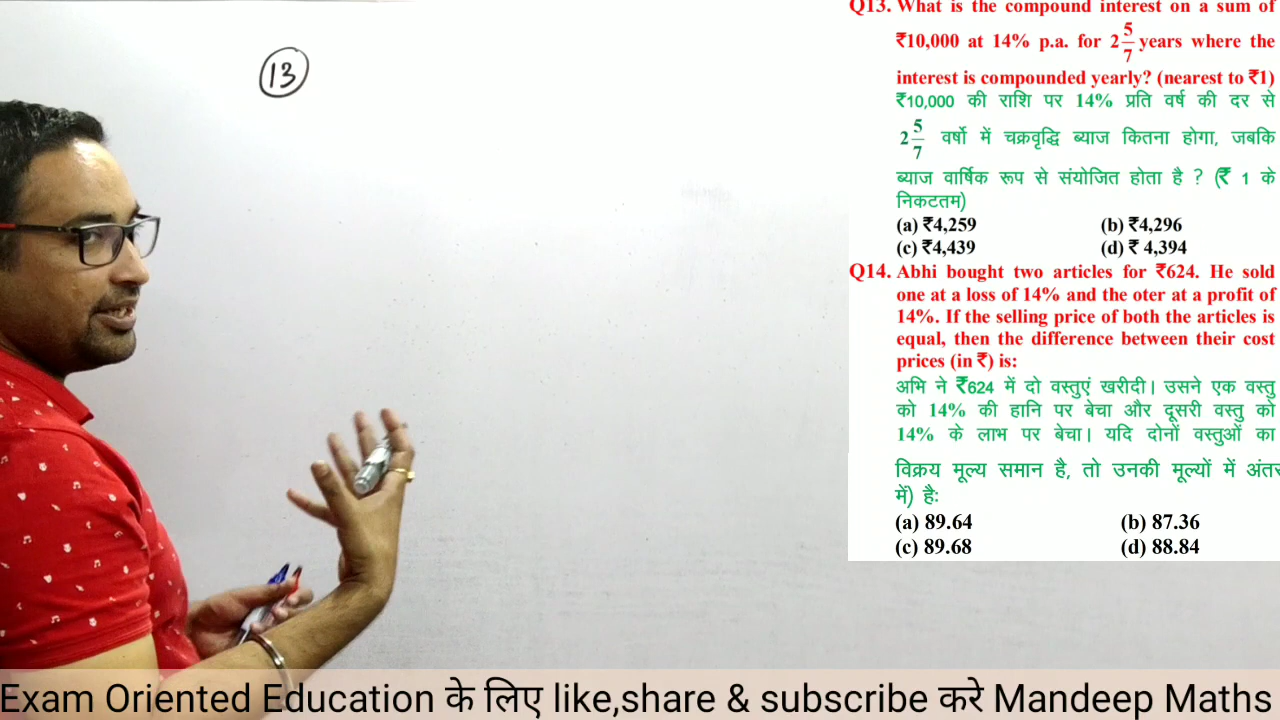 13
Q13. What is the compound interest on a sum of
₹10,000 at 14% p.a. for 2 5/7 years where the
interest is compounded yearly? (nearest to ₹1)
₹10,000 की राशि पर 14% प्रति वर्ष की दर से
2 5/7 वर्षो में चक्रवृद्धि ब्याज कितना होगा, जबकि
ब्याज वार्षिक रूप से संयोजित होता है ? (₹ 1 के
निकटतम)
(a) ₹4,259 (b) ₹4,296
(c) ₹4,439 (d) ₹ 4,394
Q14. Abhi bought two articles for ₹624. He sold
one at a loss of 14% and the oter at a profit of
14%. If the selling price of both the articles is
equal, then the difference between their cost
prices (in ₹) is:
अभि ने ₹624 में दो वस्तुएं खरीदी। उसने एक वस्तु
को 14% की हानि पर बेचा और दूसरी वस्तु को
14% के लाभ पर बेचा। यदि दोनों वस्तुओं का
विक्रय मूल्य समान है, तो उनकी मूल्यों में अंतर
में) है:
(a) 89.64 (b) 87.36
(c) 89.68 (d) 88.84
Exam Oriented Education के लिए like,share & subscribe करे Mandeep Maths